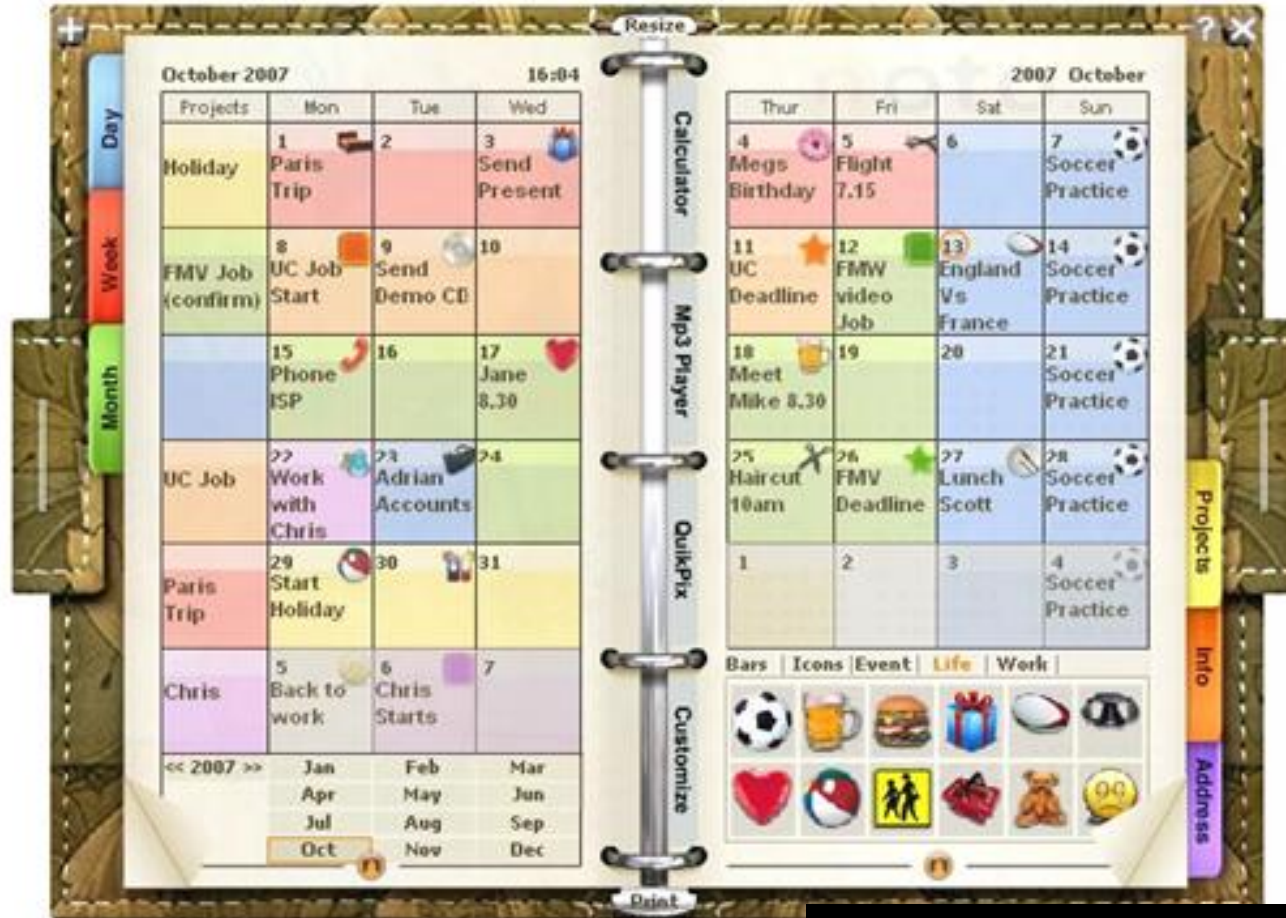 Resize
?
October 2007 16:04
2007 October
Day
Week
Month
Projects Mon Tue Wed
Thur Fri Sat Sun
Holiday
1 Paris Trip
2
3 Send Present
4 Megs Birthday
5 Flight 7.15
6
7 Soccer Practice
FMV Job (confirm)
8 UC Job Start
9 Send Demo CD
10
11 UC Deadline
12 FMW video Job
13 England Vs France
14 Soccer Practice
15 Phone ISP
16
17 Jane 8.30
18 Meet Mike 8.30
19
20
21 Soccer Practice
UC Job
22 Work with Chris
23 Adrian Accounts
24
25 Haircut 10am
26 FMV Deadline
27 Lunch Scott
28 Soccer Practice
Paris Trip
29 Start Holiday
30
31
1
2
3
4 Soccer Practice
Chris
5 Back to work
6 Chris Starts
7
<< 2007 >> Jan Feb Mar
Apr May Jun
Jul Aug Sep
Oct Nov Dec
Calculator
Mp3 Player
QuikPix
Customize
Bars | Icons | Event | Life | Work |
Projects
Info
Address
Print